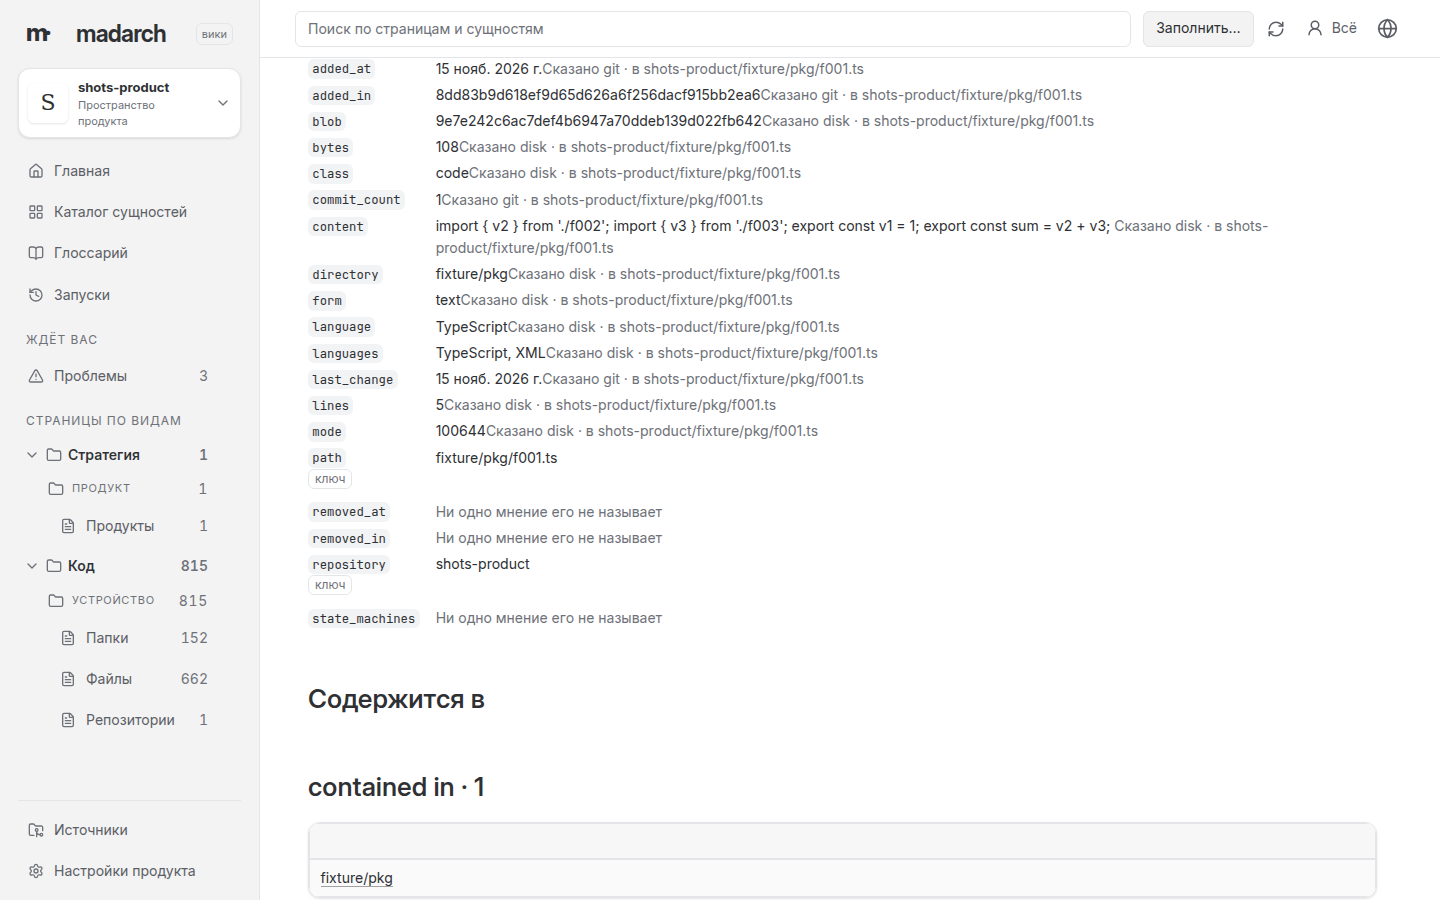 m·
madarch
вики
shots-product
Пространство
продукта
S
Главная
Каталог сущностей
Глоссарий
Запуски
ЖДЁТ ВАС
Проблемы 3
СТРАНИЦЫ ПО ВИДАМ
Стратегия 1
ПРОДУКТ 1
Продукты 1
Код 815
УСТРОЙСТВО 815
Папки 152
Файлы 662
Репозитории 1
Источники
Настройки продукта
Поиск по страницам и сущностям
Заполнить...
Всё
added_at 15 нояб. 2026 г.Сказано git · в shots-product/fixture/pkg/f001.ts
added_in 8dd83b9d618ef9d65d626a6f256dacf915bb2ea6Сказано git · в shots-product/fixture/pkg/f001.ts
blob 9e7e242c6ac7def4b6947a70ddeb139d022fb642Сказано disk · в shots-product/fixture/pkg/f001.ts
bytes 108Сказано disk · в shots-product/fixture/pkg/f001.ts
class codeСказано disk · в shots-product/fixture/pkg/f001.ts
commit_count 1Сказано git · в shots-product/fixture/pkg/f001.ts
content import { v2 } from './f002'; import { v3 } from './f003'; export const v1 = 1; export const sum = v2 + v3; Сказано disk · в shots-
product/fixture/pkg/f001.ts
directory fixture/pkgСказано disk · в shots-product/fixture/pkg/f001.ts
form textСказано disk · в shots-product/fixture/pkg/f001.ts
language TypeScriptСказано disk · в shots-product/fixture/pkg/f001.ts
languages TypeScript, XMLСказано disk · в shots-product/fixture/pkg/f001.ts
last_change 15 нояб. 2026 г.Сказано git · в shots-product/fixture/pkg/f001.ts
lines 5Сказано disk · в shots-product/fixture/pkg/f001.ts
mode 100644Сказано disk · в shots-product/fixture/pkg/f001.ts
path fixture/pkg/f001.ts
ключ
removed_at Ни одно мнение его не называет
removed_in Ни одно мнение его не называет
repository shots-product
ключ
state_machines Ни одно мнение его не называет
Содержится в
contained in · 1
fixture/pkg